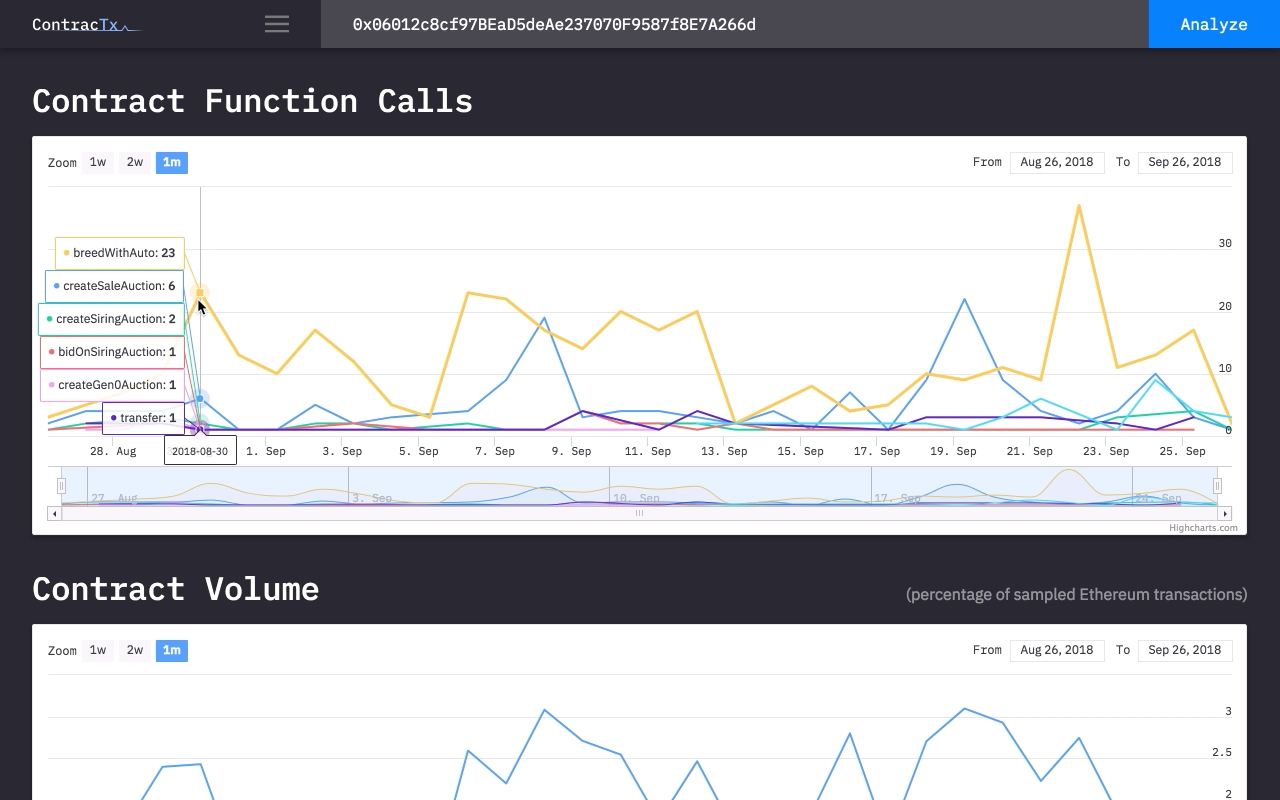 ContracTx
0x06012c8cf97BEaD5deAe237070F9587f8E7A266d
Analyze
Contract Function Calls
Zoom 1w 2w 1m
From Aug 26, 2018 To Sep 26, 2018
30
20
10
0
breedWithAuto: 23
createSaleAuction: 6
createSiringAuction: 2
bidOnSiringAuction: 1
createGen0Auction: 1
transfer: 1
28. Aug 2018-08-30 1. Sep 3. Sep 5. Sep 7. Sep 9. Sep 11. Sep 13. Sep 15. Sep 17. Sep 19. Sep 21. Sep 23. Sep 25. Sep
27. Aug 3. Sep 10. Sep 17. Sep 24. Sep
Highcharts.com
Contract Volume
(percentage of sampled Ethereum transactions)
Zoom 1w 2w 1m
From Aug 26, 2018 To Sep 26, 2018
3
2.5
2